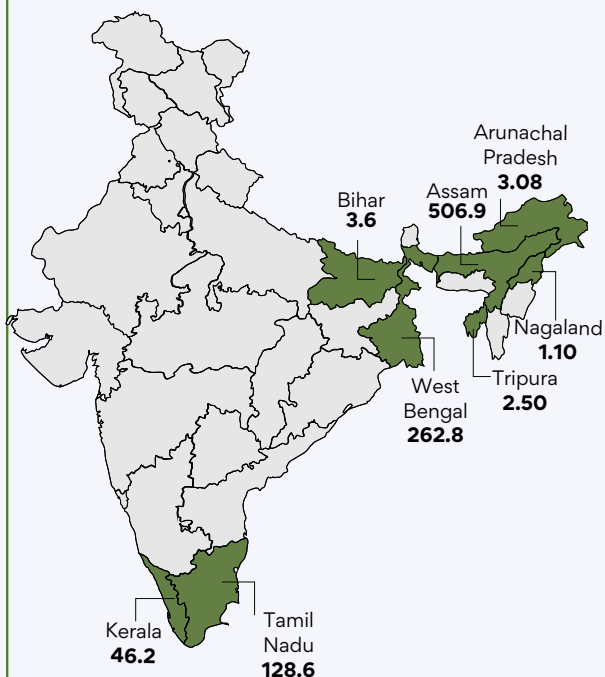 Arunachal
Pradesh
3.08
Assam
506.9
Bihar
3.6
Nagaland
1.10
Tripura
2.50
West
Bengal
262.8
Tamil
Nadu
128.6
Kerala
46.2